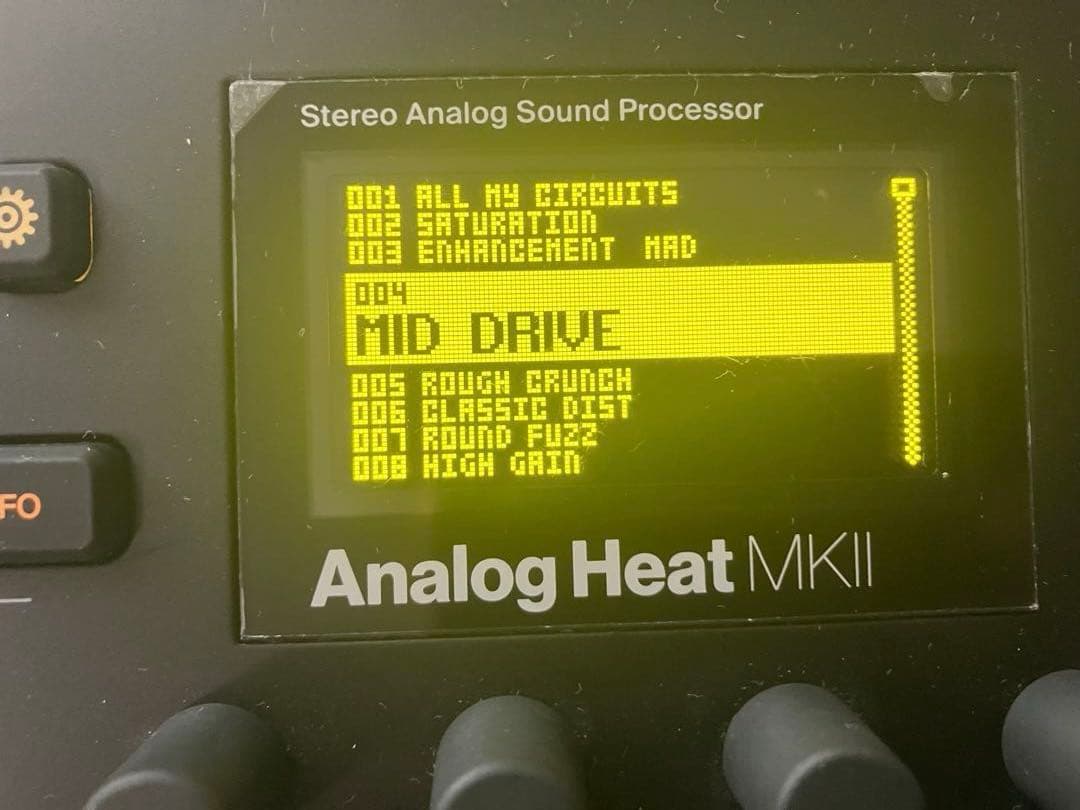 Stereo Analog Sound Processor
001 ALL MY CIRCUITS
002 SATURATION
003 ENHANCEMENT MAD
004
MID DRIVE
005 ROUGH CRUNCH
006 CLASSIC DIST
007 ROUND FUZZ
008 HIGH GAIN
FO
Analog Heat MKII